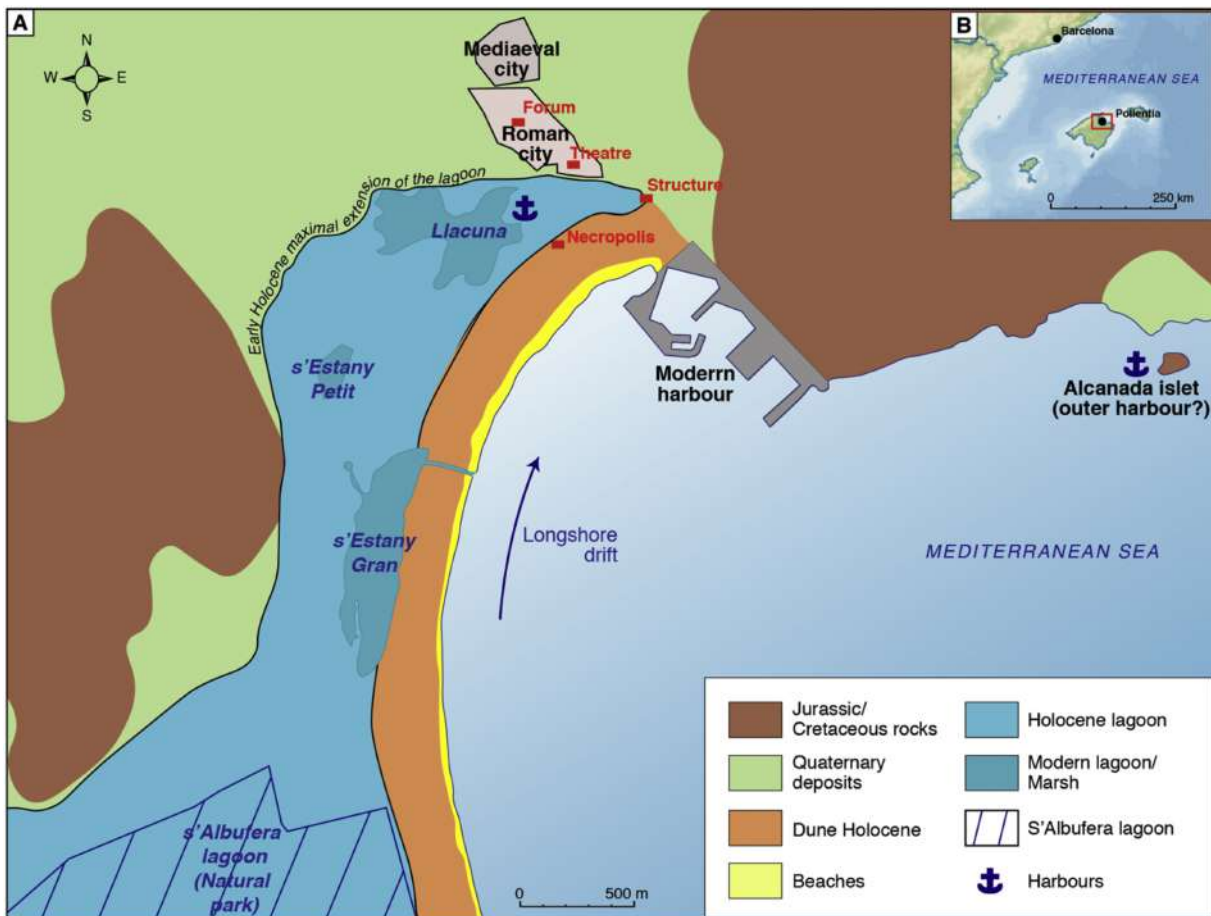 A
N
W E
S
Mediaeval
city
Forum
Roman
city
Theatre
Structure
Early Holocene maximal extension of the lagoon
Llacuna
Necropolis
s'Estany
Petit
Moderrn
harbour
Alcanada islet
(outer harbour?)
s'Estany
Gran
Longshore
drift
MEDITERRANEAN SEA
s'Albufera
lagoon
(Natural
park)
0 500 m
B
Barcelona
MEDITERRANEAN SEA
Pollentia
0 250 km
Jurassic/
Cretaceous rocks
Quaternary
deposits
Dune Holocene
Beaches
Holocene lagoon
Modern lagoon/
Marsh
S'Albufera lagoon
Harbours